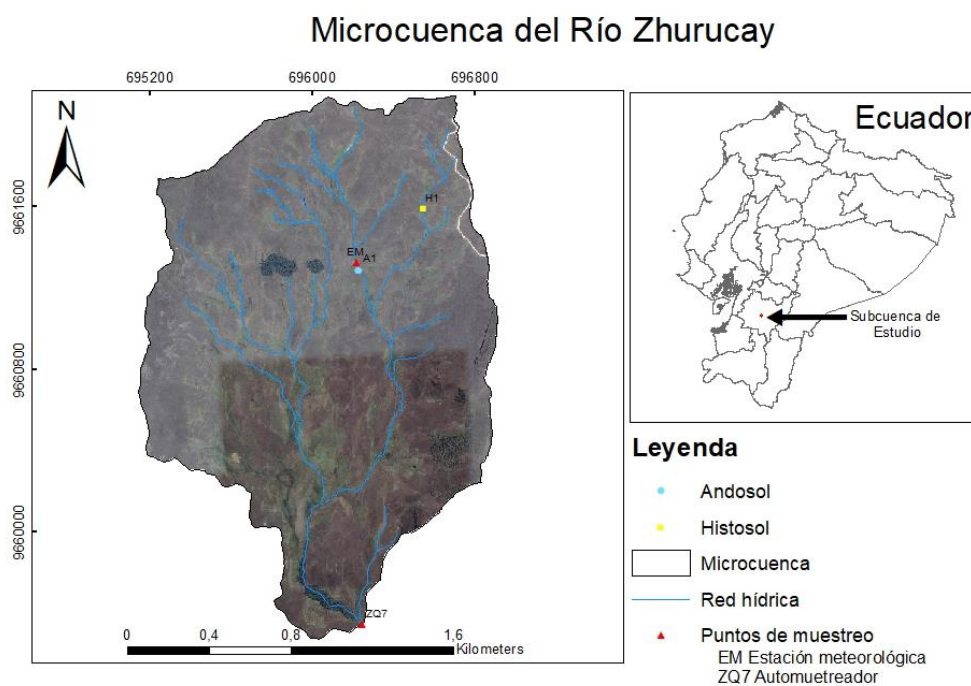 Microcuenca del Río Zhurucay
695200
696000
696800
N
9661600
9660800
9660000
H1
EM
A1
ZQ7
0
0,4
0,8
1,6
Kilometers
Ecuador
Subcuenca de
Estudio
Leyenda
Andosol
Histosol
Microcuenca
Red hídrica
Puntos de muestreo
EM Estación meteorológica
ZQ7 Automuetreador